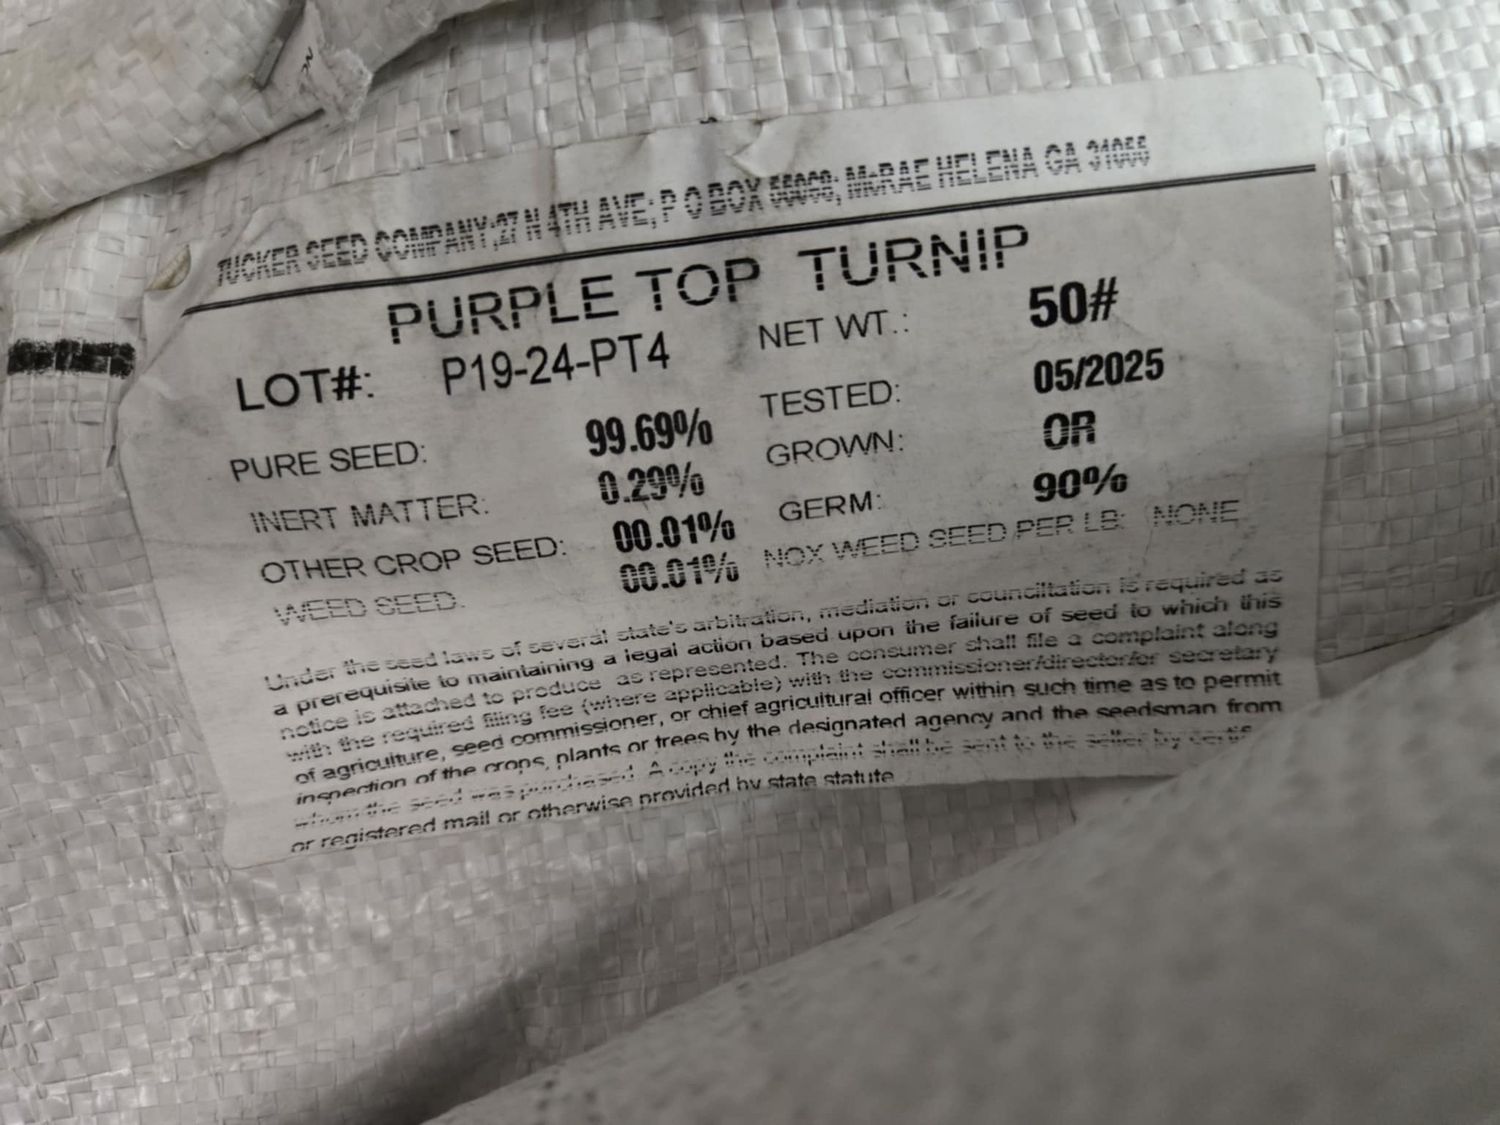 TUCKER SEED COMPANY;27 N 4TH AVE; P O BOX McRAE HELENA GA 31055
PURPLE TOP TURNIP
LOT#: P19-24-PT4 NET WT.: 50#
PURE SEED: 99.69% TESTED: 05/2025
INERT MATTER: 0.29% GROWN: OR
OTHER CROP SEED: 00.01% GERM: 90%
WEED SEED: 00.01% NOX WEED SEED PER LB: NONE
Under the seed laws of several state's arbitration, mediation or counciltation is required as
a prerequisite to maintaining a legal action based upon the failure of seed to which this
notice is attached to produce as represented. The consumer shall file a complaint along
with the required filing fee (where applicable) with the commissioner/director/or secretary
of agriculture, seed commissioner, or chief agricultural officer within such time as to permit
inspection of the crops, plants or trees by the designated agency and the seedsman from
whom the seed was purchased. A copy the complaint shall be sent to the seller by certif
or registered mail or otherwise provided by state statute